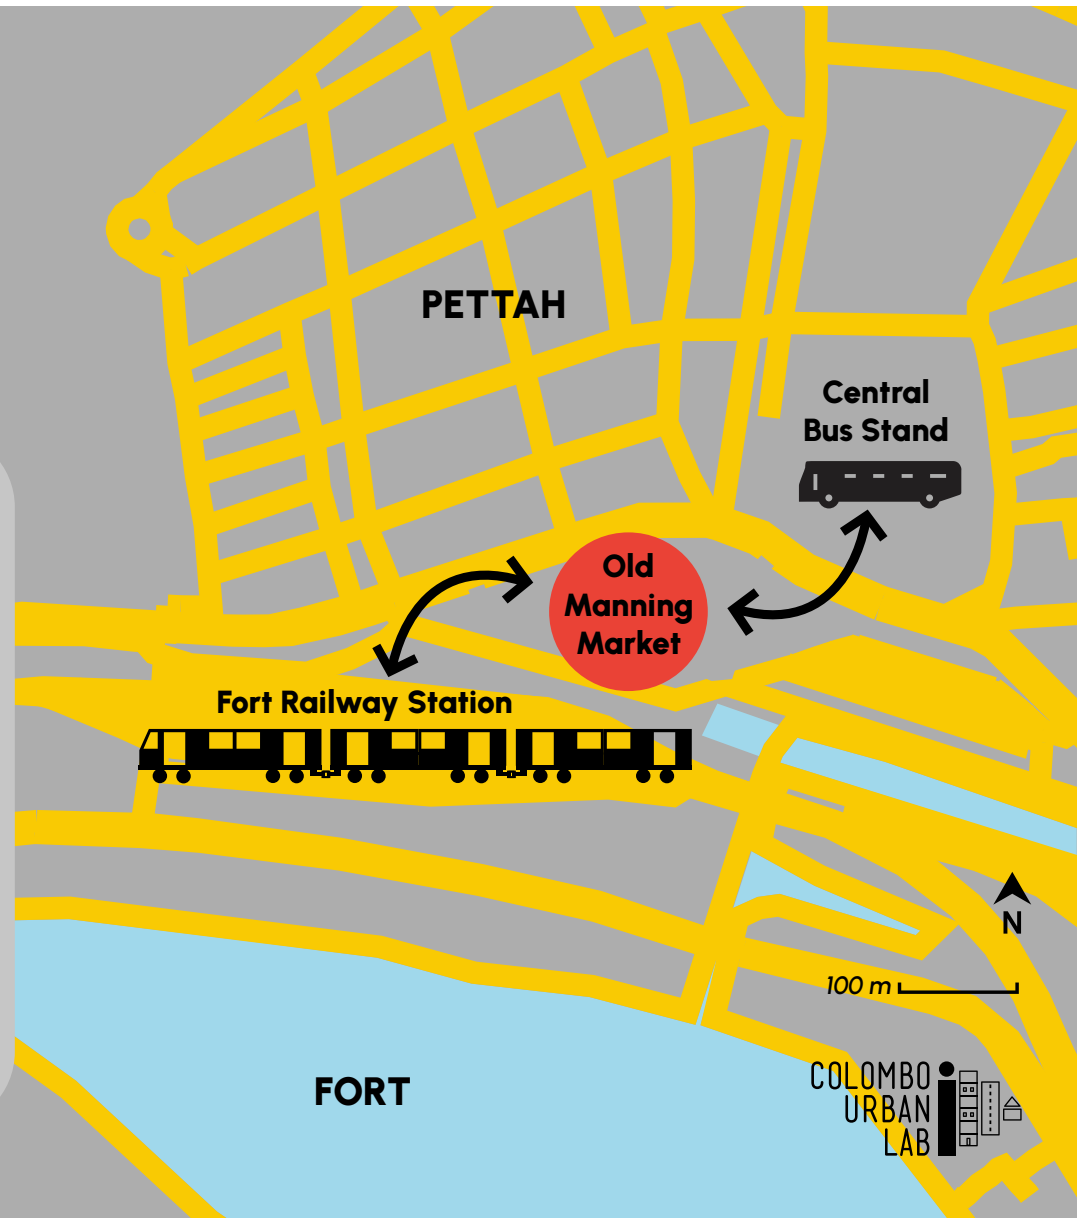 PETTAH
Central
Bus Stand
Old
Manning
Market
Fort Railway Station
N
100 m
FORT
COLOMBO
URBAN
LAB